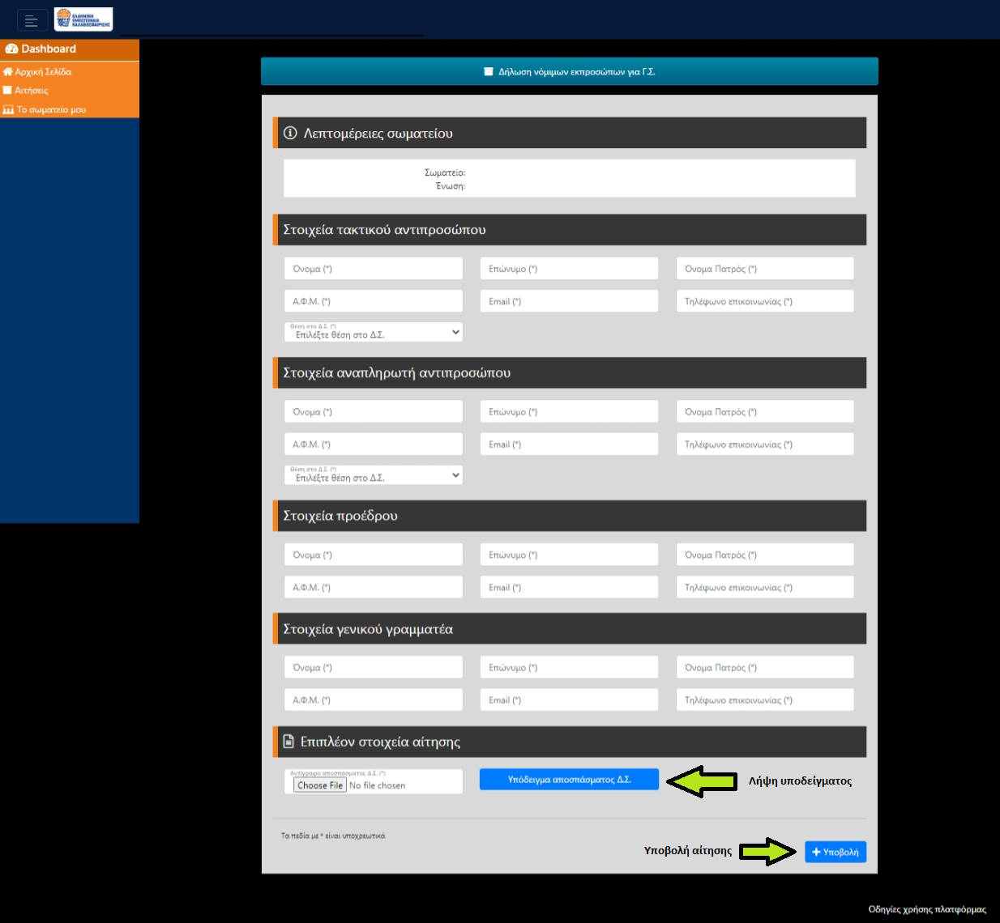 ΕΛΛΗΝΙΚΗ
ΟΜΟΣΠΟΝΔΙΑ
ΚΑΛΑΘΟΣΦΑΙΡΙΣΗΣ
Dashboard
Αρχική Σελίδα
Αιτήσεις
Το σωματείο μου
Δήλωση νόμιμων εκπροσώπων για Γ.Σ.
Λεπτομέρειες σωματείου
Σωματείο:
Ένωση:
Στοιχεία τακτικού αντιπροσώπου
Όνομα (*) Επώνυμο (*) Όνομα Πατρός (*)
Α.Φ.Μ. (*) Email (*) Τηλέφωνο επικοινωνίας (*)
Θέση στο Δ.Σ. (*)
Επιλέξτε θέση στο Δ.Σ.
Στοιχεία αναπληρωτή αντιπροσώπου
Όνομα (*) Επώνυμο (*) Όνομα Πατρός (*)
Α.Φ.Μ. (*) Email (*) Τηλέφωνο επικοινωνίας (*)
Θέση στο Δ.Σ. (*)
Επιλέξτε θέση στο Δ.Σ.
Στοιχεία προέδρου
Όνομα (*) Επώνυμο (*) Όνομα Πατρός (*)
Α.Φ.Μ. (*) Email (*) Τηλέφωνο επικοινωνίας (*)
Στοιχεία γενικού γραμματέα
Όνομα (*) Επώνυμο (*) Όνομα Πατρός (*)
Α.Φ.Μ. (*) Email (*) Τηλέφωνο επικοινωνίας (*)
Επιπλέον στοιχεία αίτησης
Αντίγραφο αποσπάσματος Δ.Σ. (*)
Choose File No file chosen Υπόδειγμα αποσπάσματος Δ.Σ. Λήψη υποδείγματος
Τα πεδία με * είναι υποχρεωτικά
Υποβολή αίτησης Υποβολή
Οδηγίες χρήσης πλατφόρμας